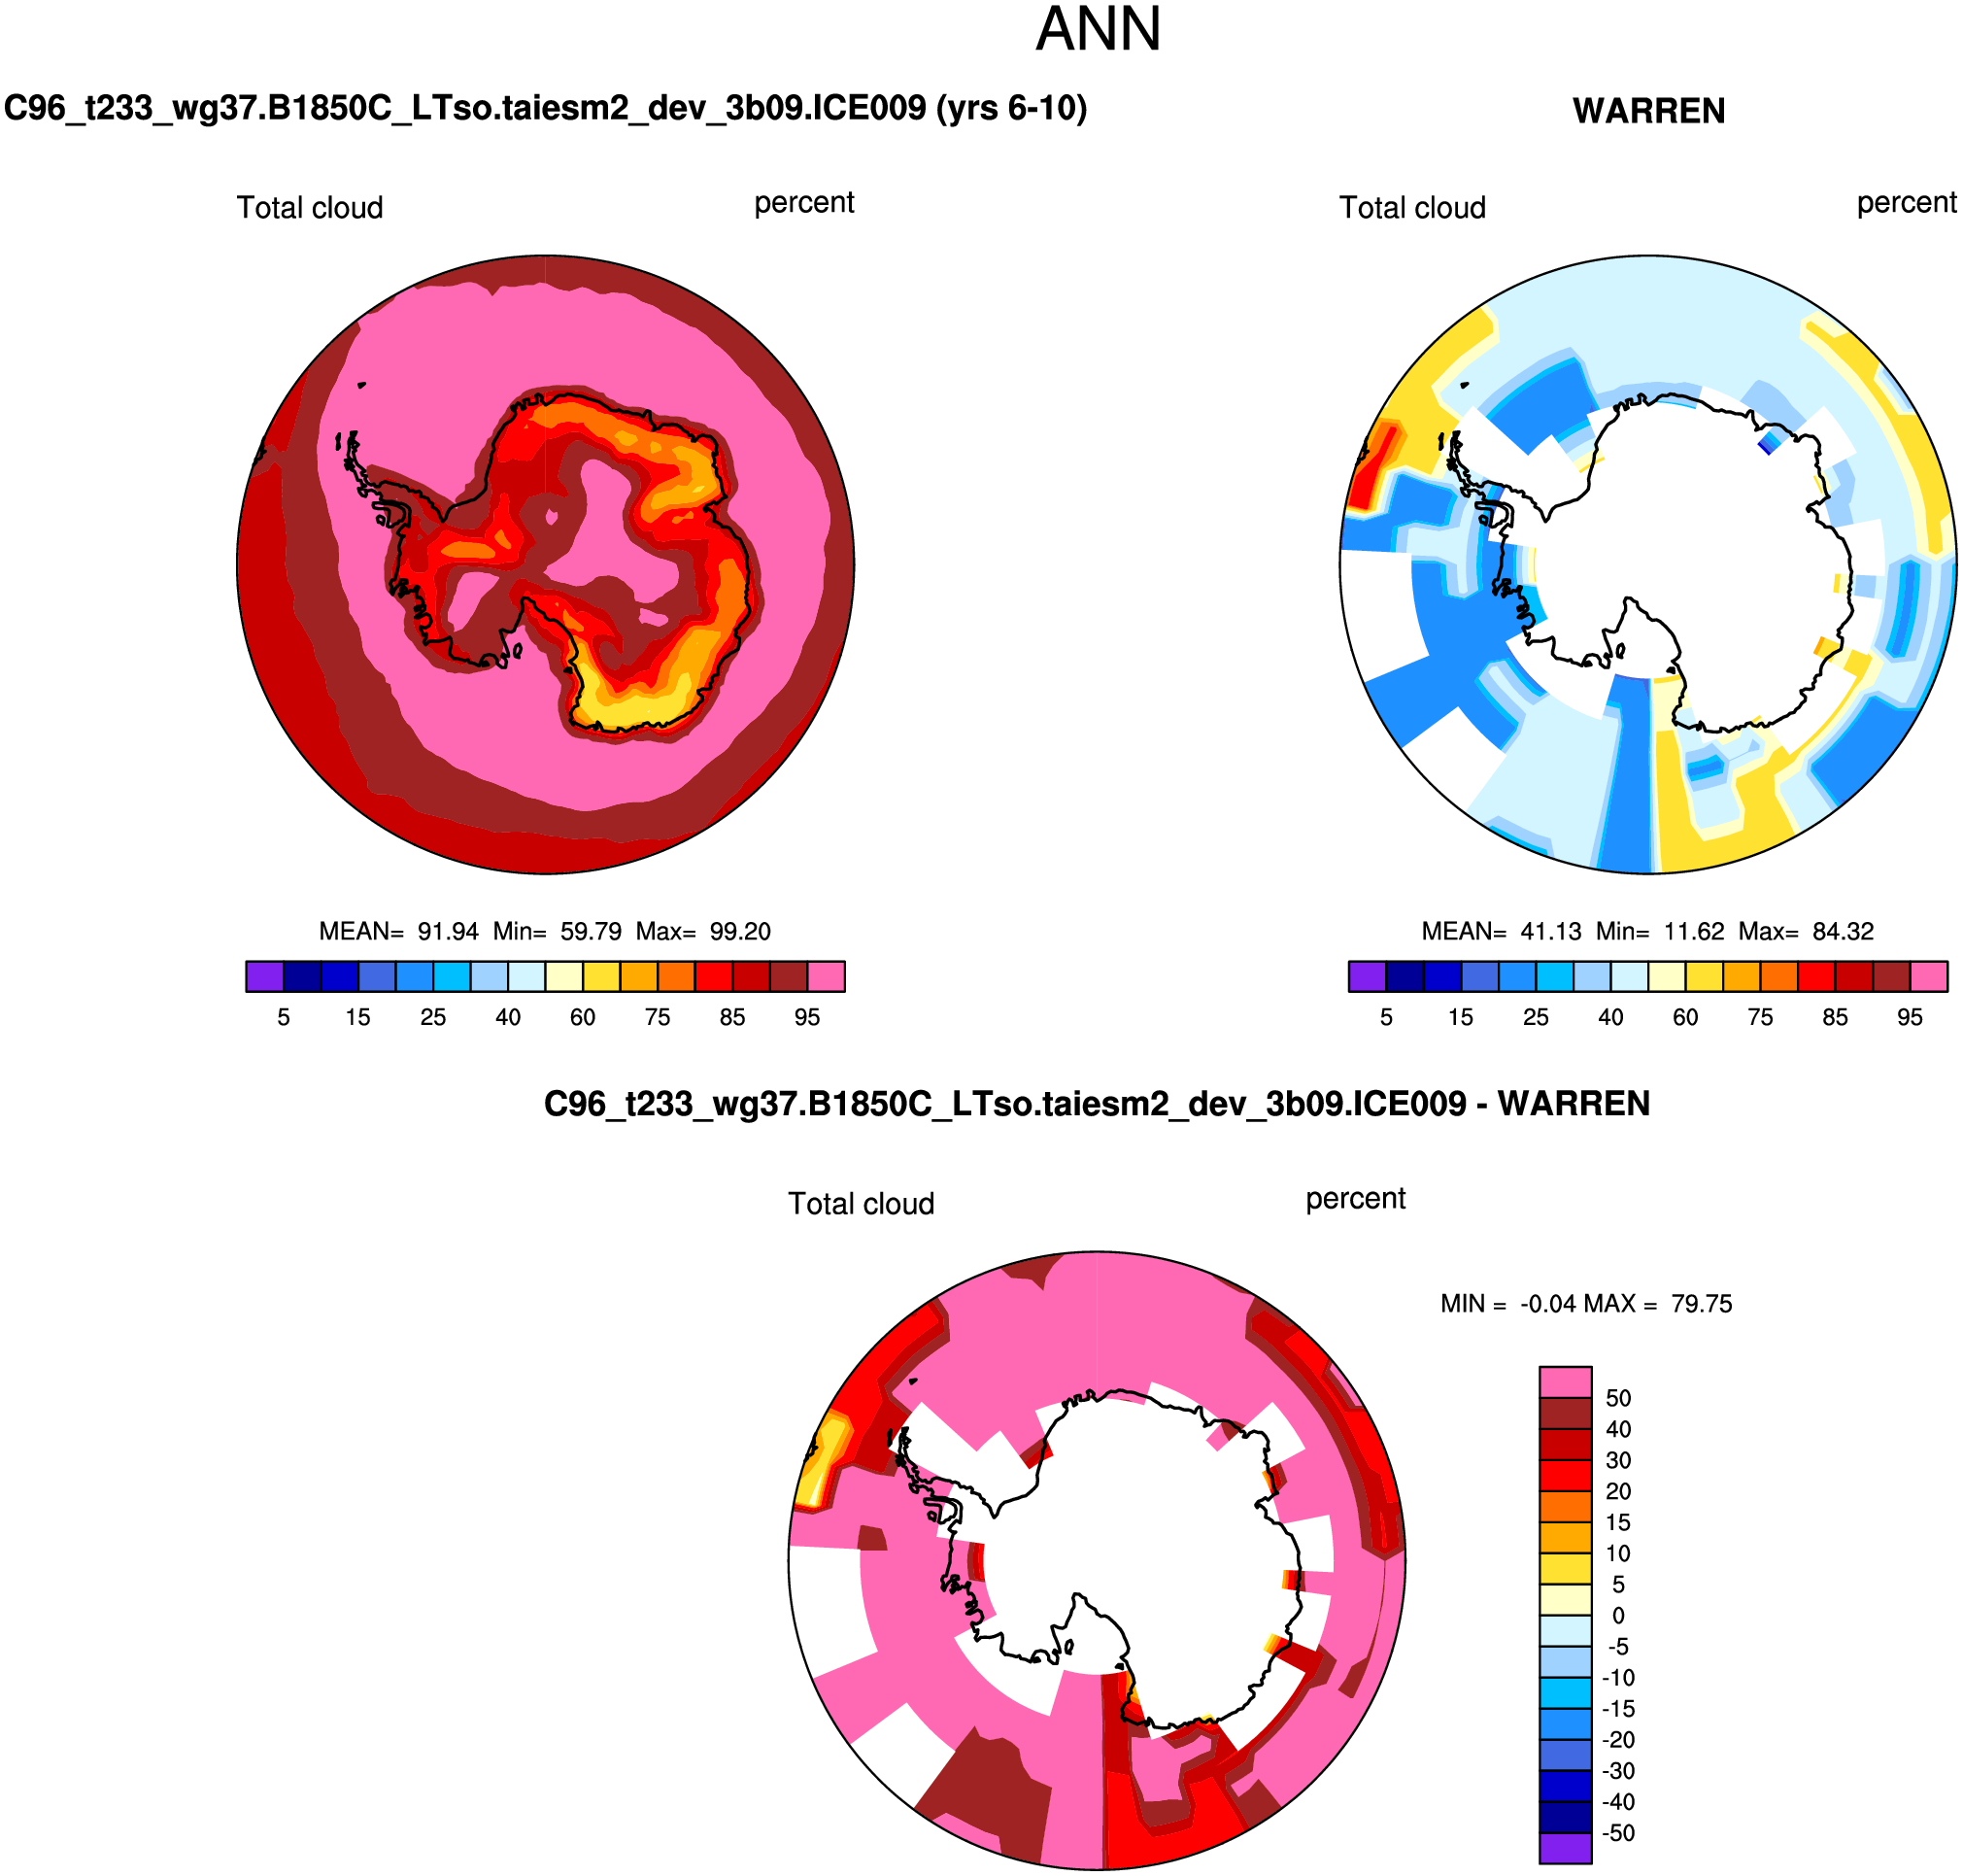 ANN
C96_t233_wg37.B1850C_LTso.taiesm2_dev_3b09.ICE009 (yrs 6-10)
WARREN
Total cloud
percent
Total cloud
percent
MEAN= 91.94 Min= 59.79 Max= 99.20
MEAN= 41.13 Min= 11.62 Max= 84.32
5 15 25 40 60 75 85 95
5 15 25 40 60 75 85 95
C96_t233_wg37.B1850C_LTso.taiesm2_dev_3b09.ICE009 - WARREN
Total cloud
percent
MIN = -0.04 MAX = 79.75
50
40
30
20
15
10
5
0
-5
-10
-15
-20
-30
-40
-50